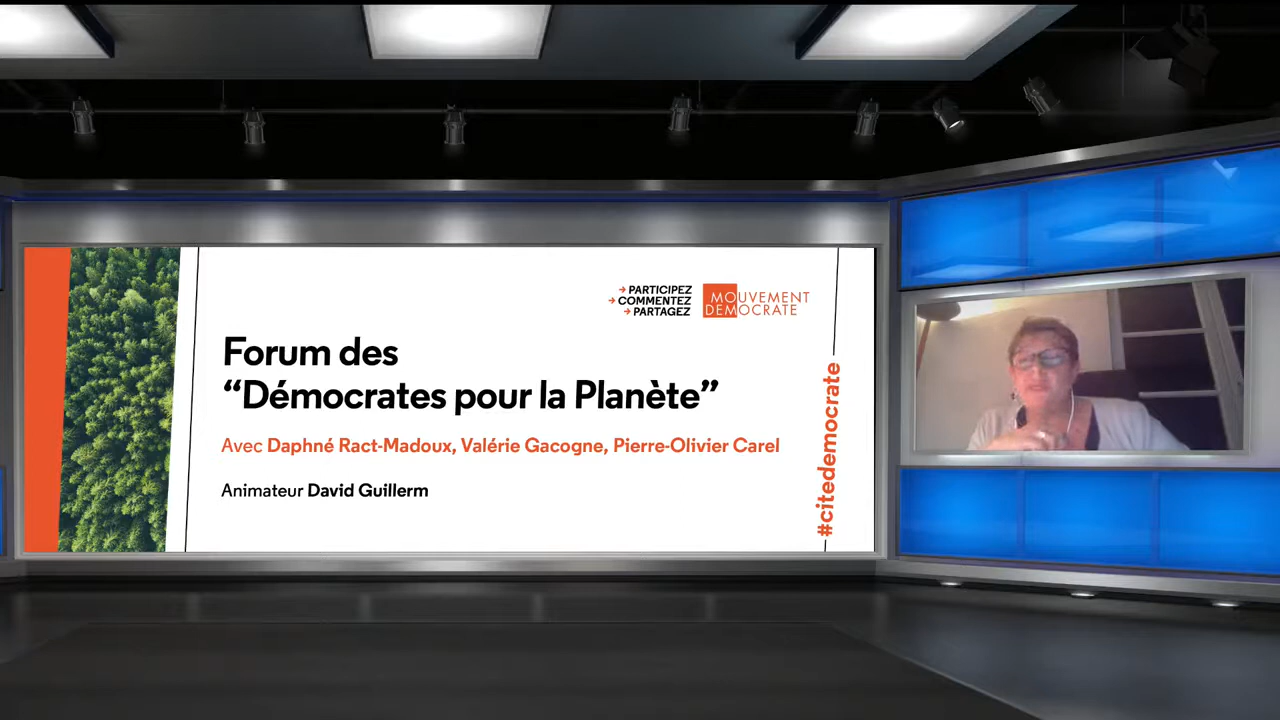 → PARTICIPEZ
→ COMMENTEZ
→ PARTAGEZ
MOUVEMENT
DEMOCRATE
Forum des
“Démocrates pour la Planète”
Avec Daphné Ract-Madoux, Valérie Gacogne, Pierre-Olivier Carel
Animateur David Guillerm
#citedemocrate